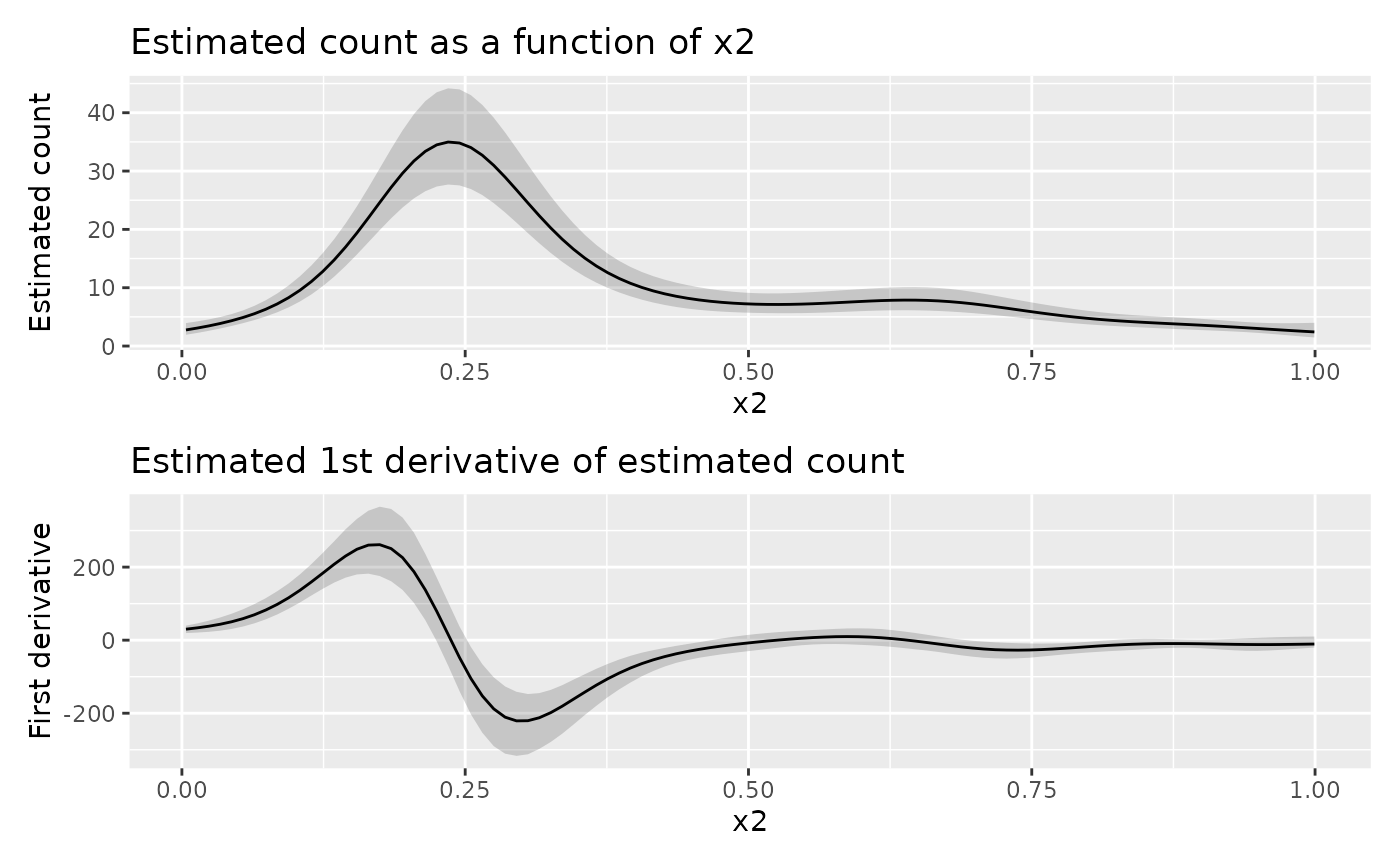 Estimated count as a function of x2
Estimated count
40
30
20
10
0
0.00 0.25 0.50 0.75 1.00
x2
Estimated 1st derivative of estimated count
First derivative
200
0
-200
0.00 0.25 0.50 0.75 1.00
x2